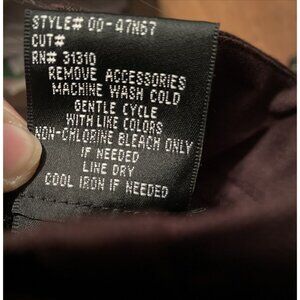 STYLE# 00-47N67
CUT#
RN# 31310
REMOVE ACCESSORIES
MACHINE WASH COLD
GENTLE CYCLE
WITH LIKE COLORS
NON-CHLORINE BLEACH ONLY
IF NEEDED
LINE DRY
COOL IRON IF NEEDED